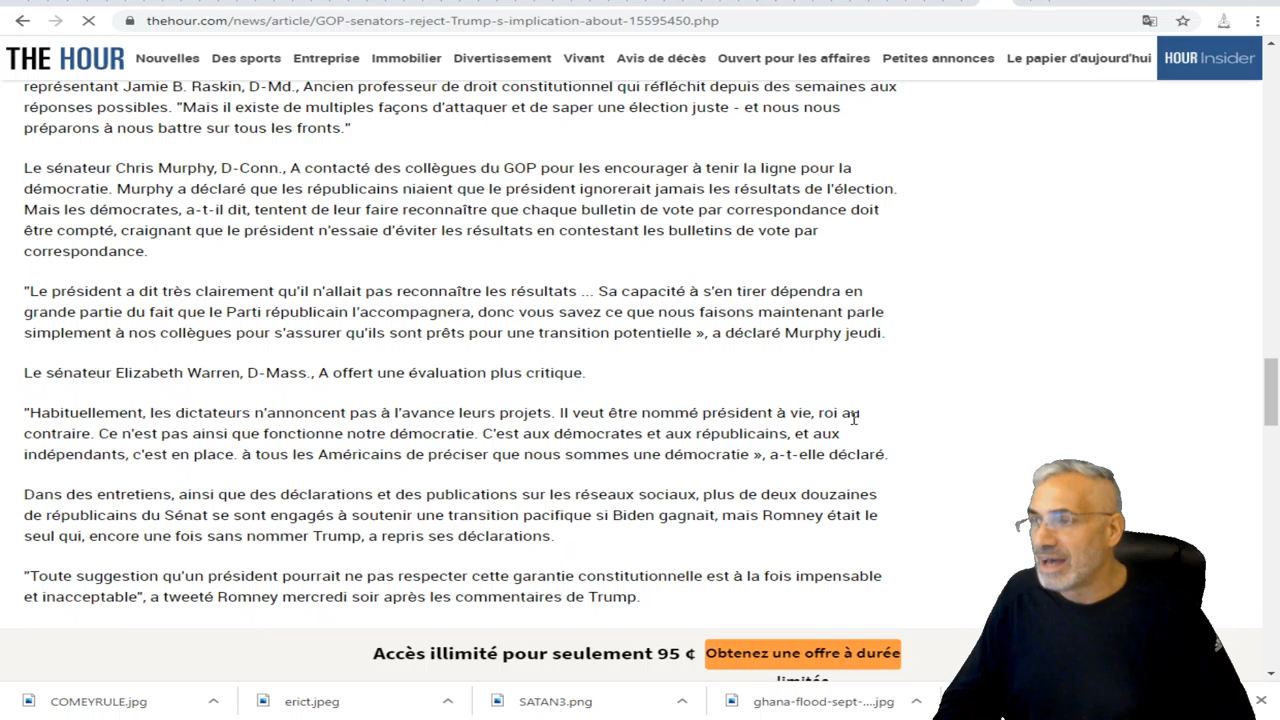 thehour.com/news/article/GOP-senators-reject-Trump-s-implication-about-15595450.php
THE HOUR Nouvelles Des sports Entreprise Immobilier Divertissement Vivant Avis de décès Ouvert pour les affaires Petites annonces Le papier d'aujourd'hui HOUR Insider
représentant Jamie B. Raskin, D-Md., Ancien professeur de droit constitutionnel qui réfléchit depuis des semaines aux
réponses possibles. "Mais il existe de multiples façons d'attaquer et de saper une élection juste - et nous nous
préparons à nous battre sur tous les fronts."
Le sénateur Chris Murphy, D-Conn., A contacté des collègues du GOP pour les encourager à tenir la ligne pour la
démocratie. Murphy a déclaré que les républicains niaient que le président ignorerait jamais les résultats de l'élection.
Mais les démocrates, a-t-il dit, tentent de leur faire reconnaître que chaque bulletin de vote par correspondance doit
être compté, craignant que le président n'essaie d'éviter les résultats en contestant les bulletins de vote par
correspondance.
"Le président a dit très clairement qu'il n'allait pas reconnaître les résultats ... Sa capacité à s'en tirer dépendra en
grande partie du fait que le Parti républicain l'accompagnera, donc vous savez ce que nous faisons maintenant parle
simplement à nos collègues pour s'assurer qu'ils sont prêts pour une transition potentielle », a déclaré Murphy jeudi.
Le sénateur Elizabeth Warren, D-Mass., A offert une évaluation plus critique.
"Habituellement, les dictateurs n'annoncent pas à l'avance leurs projets. Il veut être nommé président à vie, roi au
contraire. Ce n'est pas ainsi que fonctionne notre démocratie. C'est aux démocrates et aux républicains, et aux
indépendants, c'est en place. à tous les Américains de préciser que nous sommes une démocratie », a-t-elle déclaré.
Dans des entretiens, ainsi que des déclarations et des publications sur les réseaux sociaux, plus de deux douzaines
de républicains du Sénat se sont engagés à soutenir une transition pacifique si Biden gagnait, mais Romney était le
seul qui, encore une fois sans nommer Trump, a repris ses déclarations.
"Toute suggestion qu'un président pourrait ne pas respecter cette garantie constitutionnelle est à la fois impensable
et inacceptable", a tweeté Romney mercredi soir après les commentaires de Trump.
Accès illimité pour seulement 95 ¢ Obtenez une offre à durée
limitée
COMEYRULE.jpg erict.jpeg SATAN3.png ghana-flood-sept-....jpg